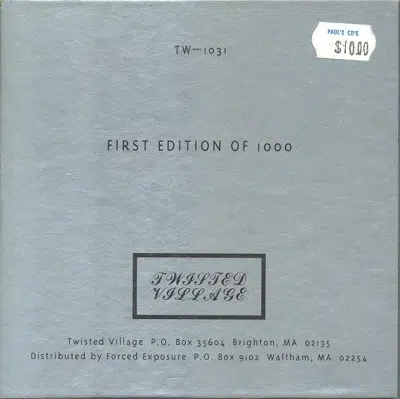 PAUL'S CD'S
$10.00
TW—1031
FIRST EDITION OF 1000
TWISTED
VILLAGE
Twisted Village P.O. Box 35604 Brighton, MA 02135
Distributed by Forced Exposure P.O. Box 9102 Waltham, MA 02254